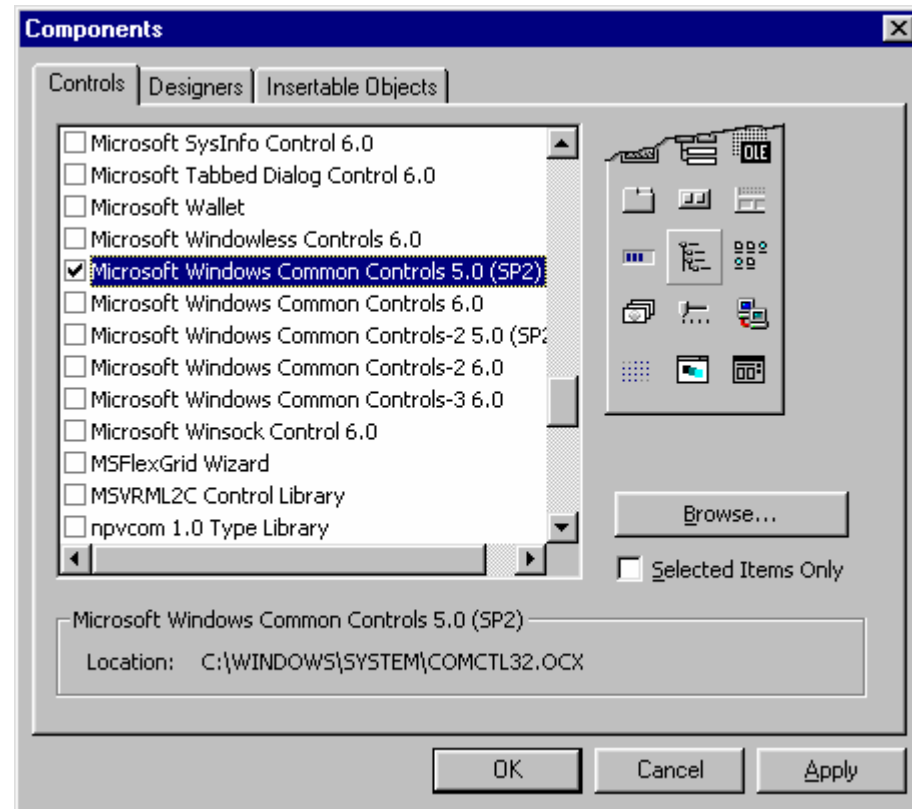 Components
Controls
Designers
Insertable Objects
Microsoft SysInfo Control 6.0
Microsoft Tabbed Dialog Control 6.0
Microsoft Wallet
Microsoft Windowless Controls 6.0
Microsoft Windows Common Controls 5.0 (SP2)
Microsoft Windows Common Controls 6.0
Microsoft Windows Common Controls-2 5.0 (SP2
Microsoft Windows Common Controls-2 6.0
Microsoft Windows Common Controls-3 6.0
Microsoft Winsock Control 6.0
MSFlexGrid Wizard
MSVRML2C Control Library
npvcom 1.0 Type Library
OLE
Browse...
Selected Items Only
Microsoft Windows Common Controls 5.0 (SP2)
Location: C:\WINDOWS\SYSTEM\COMCTL32.OCX
OK
Cancel
Apply